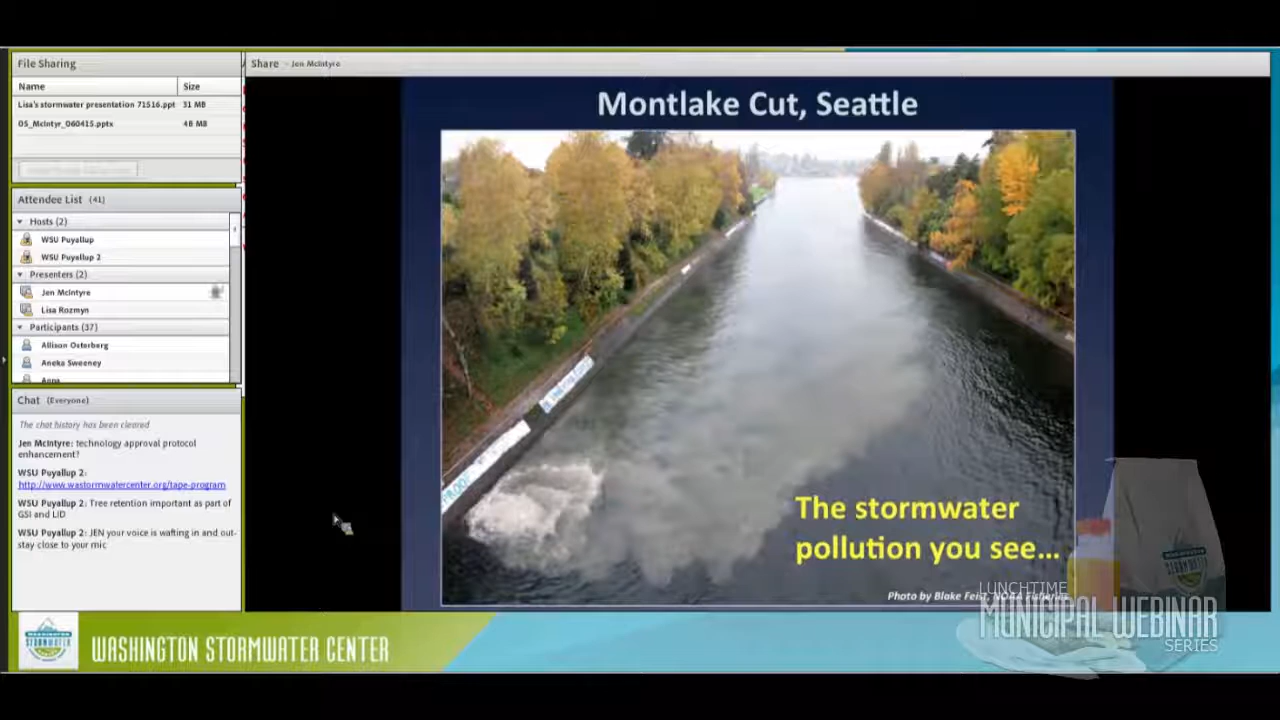 File Sharing
Name Size
Lisa's stormwater presentation 71516.ppt 31 MB
05_McIntyr_060415.pptx 48 MB
Attendee List (41)
Hosts (2)
WSU Puyallup
WSU Puyallup 2
Presenters (2)
Jen McIntyre
Lisa Rozmyn
Participants (37)
Allison Osterberg
Aneka Sweeney
Anna
Chat (Everyone)
The chat history has been cleared
Jen McIntyre: technology approval protocol
enhancement?
WSU Puyallup 2:
http://www.wastormwatercenter.org/tape-program
WSU Puyallup 2: Tree retention important as part of
GSI and LID
WSU Puyallup 2: JEN your voice is wafting in and out-
stay close to your mic
Share - Jen McIntyre
Montlake Cut, Seattle
The stormwater
pollution you see...
Photo by Blake Feist, NOAA Fisheries
WASHINGTON STORMWATER CENTER
LUNCHTIME
MUNICIPAL WEBINAR
SERIES